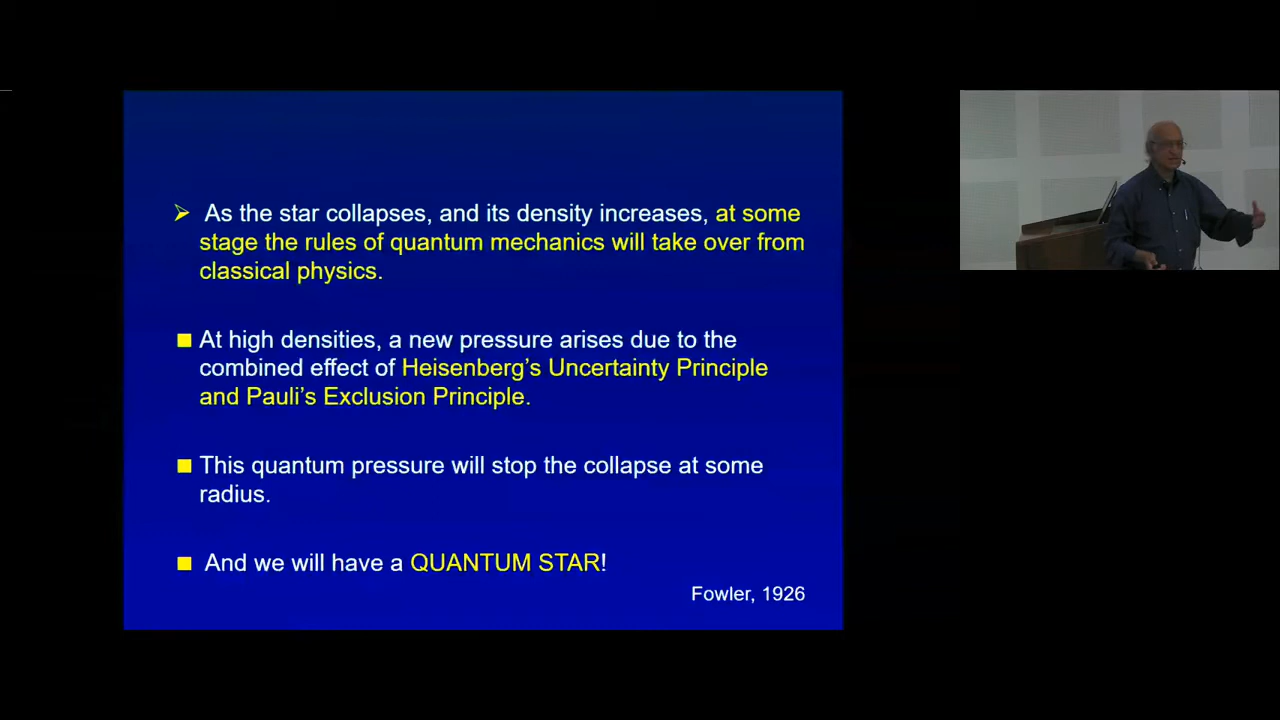 As the star collapses, and its density increases, at some
stage the rules of quantum mechanics will take over from
classical physics.
At high densities, a new pressure arises due to the
combined effect of Heisenberg's Uncertainty Principle
and Pauli's Exclusion Principle.
This quantum pressure will stop the collapse at some
radius.
And we will have a QUANTUM STAR!
Fowler, 1926